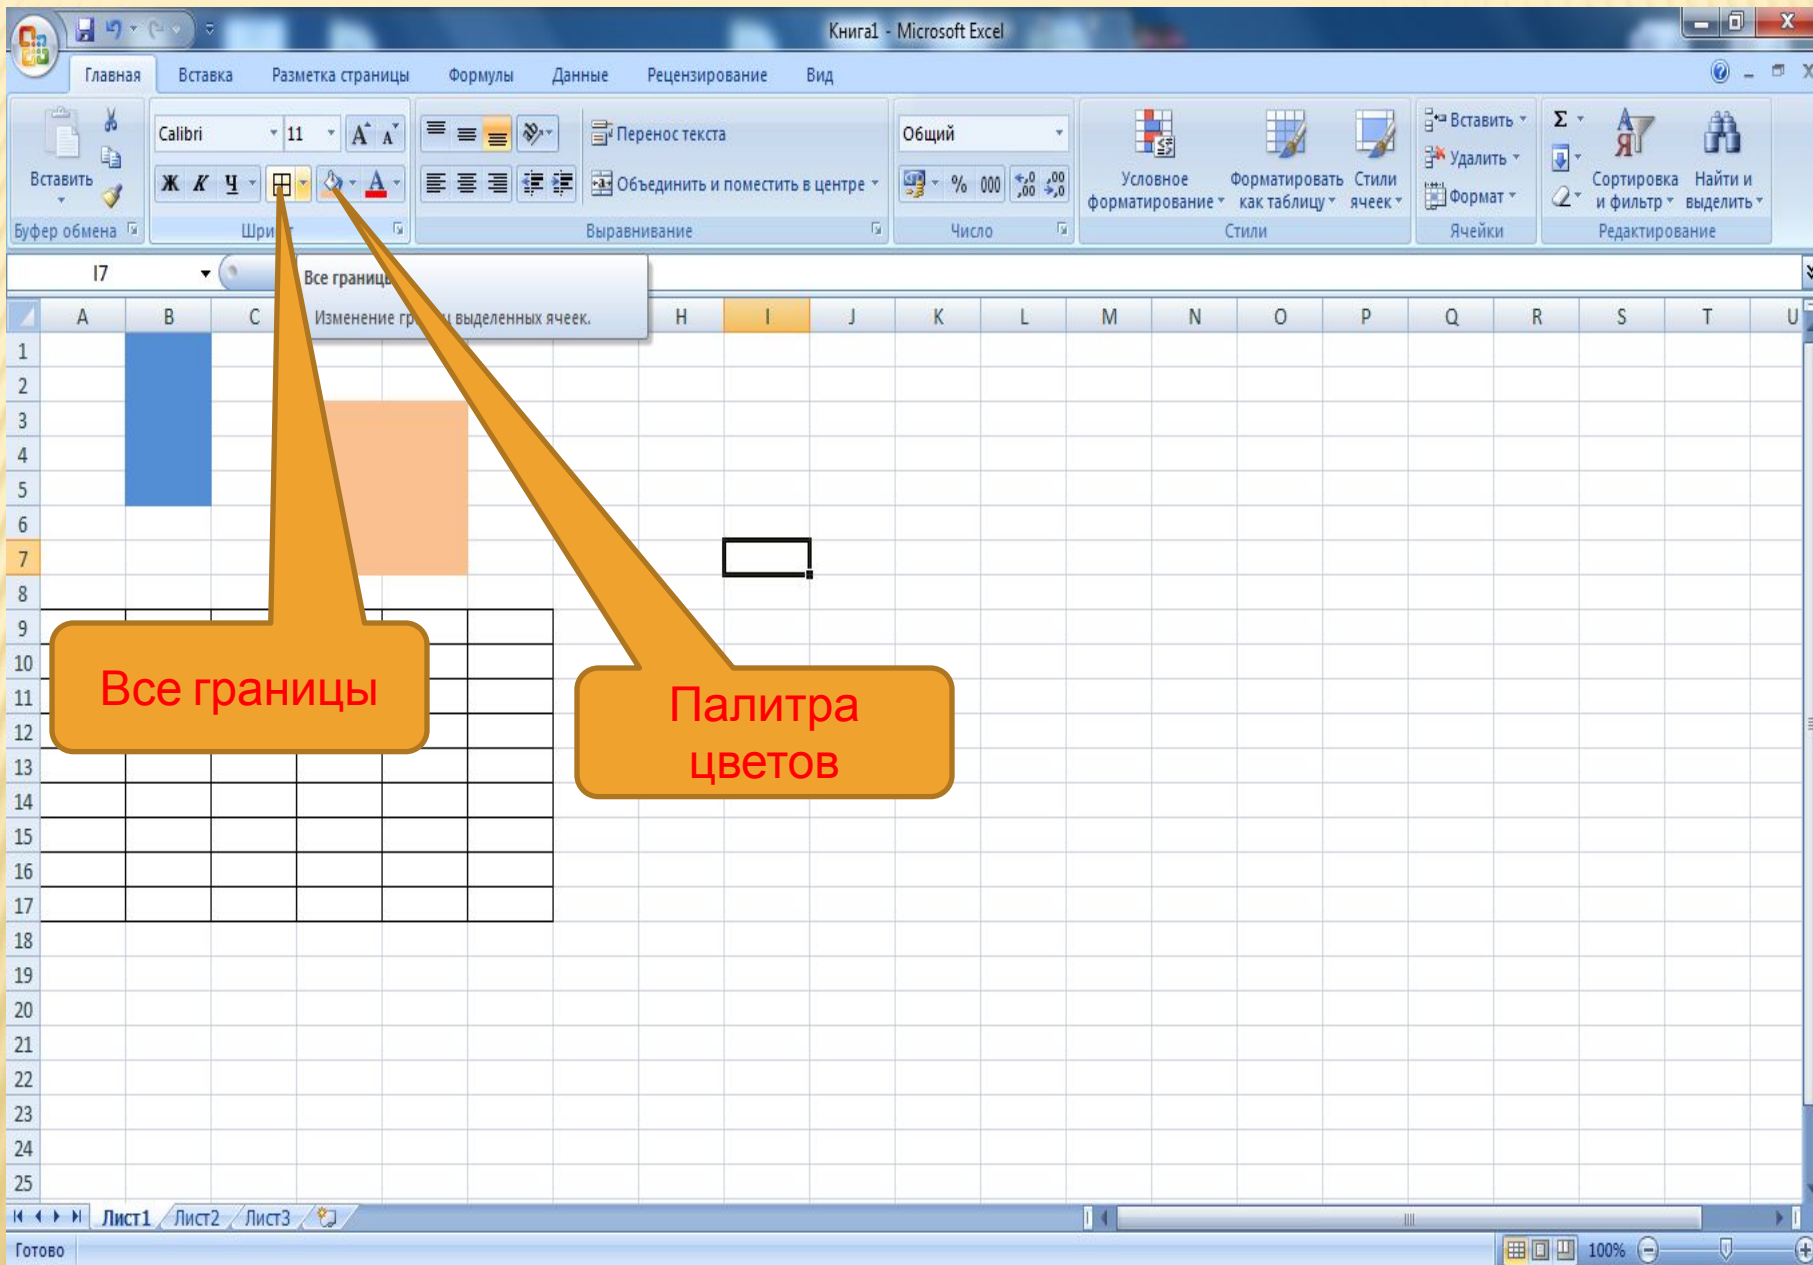 Книга1 - Microsoft Excel
Главная Вставка Разметка страницы Формулы Данные Рецензирование Вид
Вставить
Буфер обмена
Calibri 11 A A
Ж К Ч A
Перенос текста
Объединить и поместить в центре
Выравнивание
Общий
% 000 ,0 ,00 ,00 ,0
Число
Условное форматирование
Форматировать как таблицу
Стили ячеек
Стили
Вставить
Удалить
Формат
Ячейки
Σ
Сортировка и фильтр
Найти и выделить
Редактирование
I7
Все границы
Изменение выделенных ячеек.
A B C H I J K L M N O P Q R S T U
1
2
3
4
5
6
7
8
9
10
11
12
13
14
15
16
17
18
19
20
21
22
23
24
25
Все границы
Палитра
цветов
Лист1 Лист2 Лист3
Готово
100%